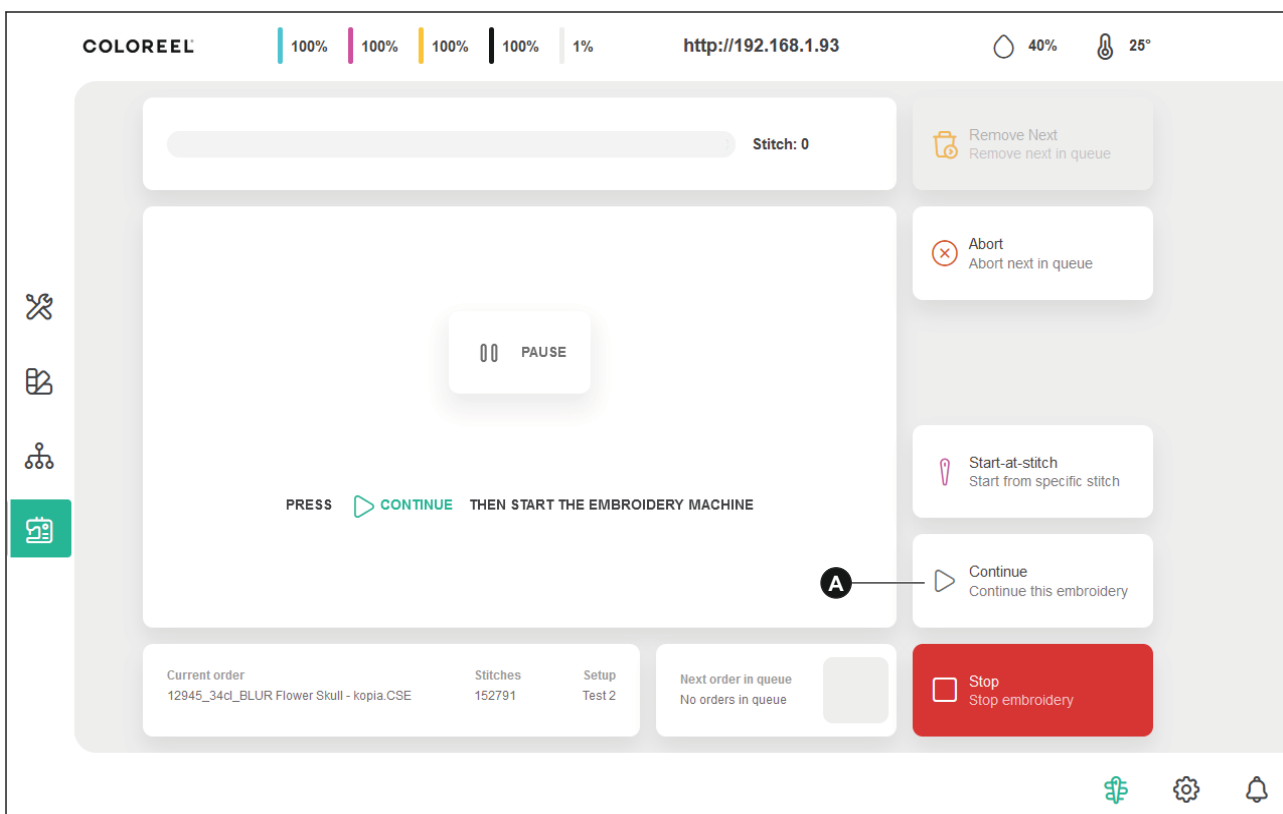 COLOREEL
100% 100% 100% 100% 1%
http://192.168.1.93
40% 25°
Stitch: 0
Remove Next
Remove next in queue
Abort
Abort next in queue
PAUSE
PRESS CONTINUE THEN START THE EMBROIDERY MACHINE
Start-at-stitch
Start from specific stitch
A
Continue
Continue this embroidery
Current order Stitches Setup
12945_34cl_BLUR Flower Skull - kopia.CSE 152791 Test 2
Next order in queue
No orders in queue
Stop
Stop embroidery